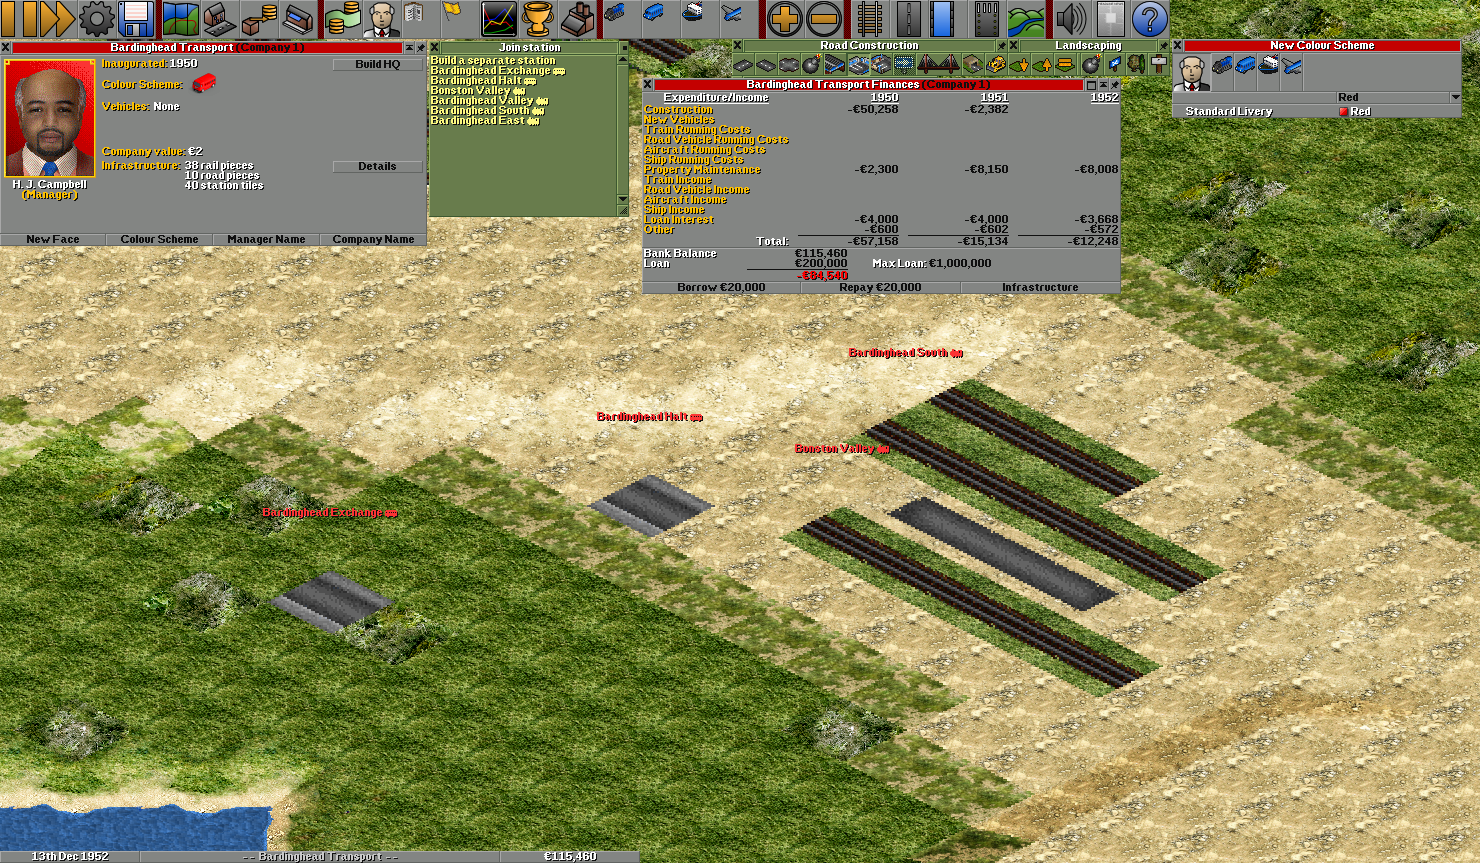 Bardinghead Transport (Company 1)
Inaugurated: 1950
Build HQ
Colour Scheme:
Vehicles: None
Company value: €2
Infrastructure: 38 rail pieces
10 road pieces
40 station tiles
Details
H. J. Campbell
(Manager)
New Face
Colour Scheme
Manager Name
Company Name
Join station
Build a separate station
Bardinghead Exchange
Bardinghead Halt
Bonston Valley
Bardinghead Valley
Bardinghead South
Bardinghead East
Road Construction
Landscaping
New Colour Scheme
Red
Standard Livery
Red
Bardinghead Transport Finances (Company 1)
Expenditure/Income 1950 1951 1952
Construction -€50,258 -€2,382
New Vehicles
Train Running Costs
Road Vehicle Running Costs
Aircraft Running Costs
Ship Running Costs
Property Maintenance -€2,300 -€8,150 -€8,008
Train Income
Road Vehicle Income
Aircraft Income
Ship Income
Loan Interest -€4,000 -€4,000 -€3,668
Other -€600 -€602 -€572
Total: -€57,158 -€15,134 -€12,248
Bank Balance €115,460
Loan €200,000 Max Loan: €1,000,000
-€84,540
Borrow €20,000
Repay €20,000
Infrastructure
Bardinghead South
Bardinghead Halt
Bonston Valley
Bardinghead Exchange
13th Dec 1952
-- Bardinghead Transport --
€115,460